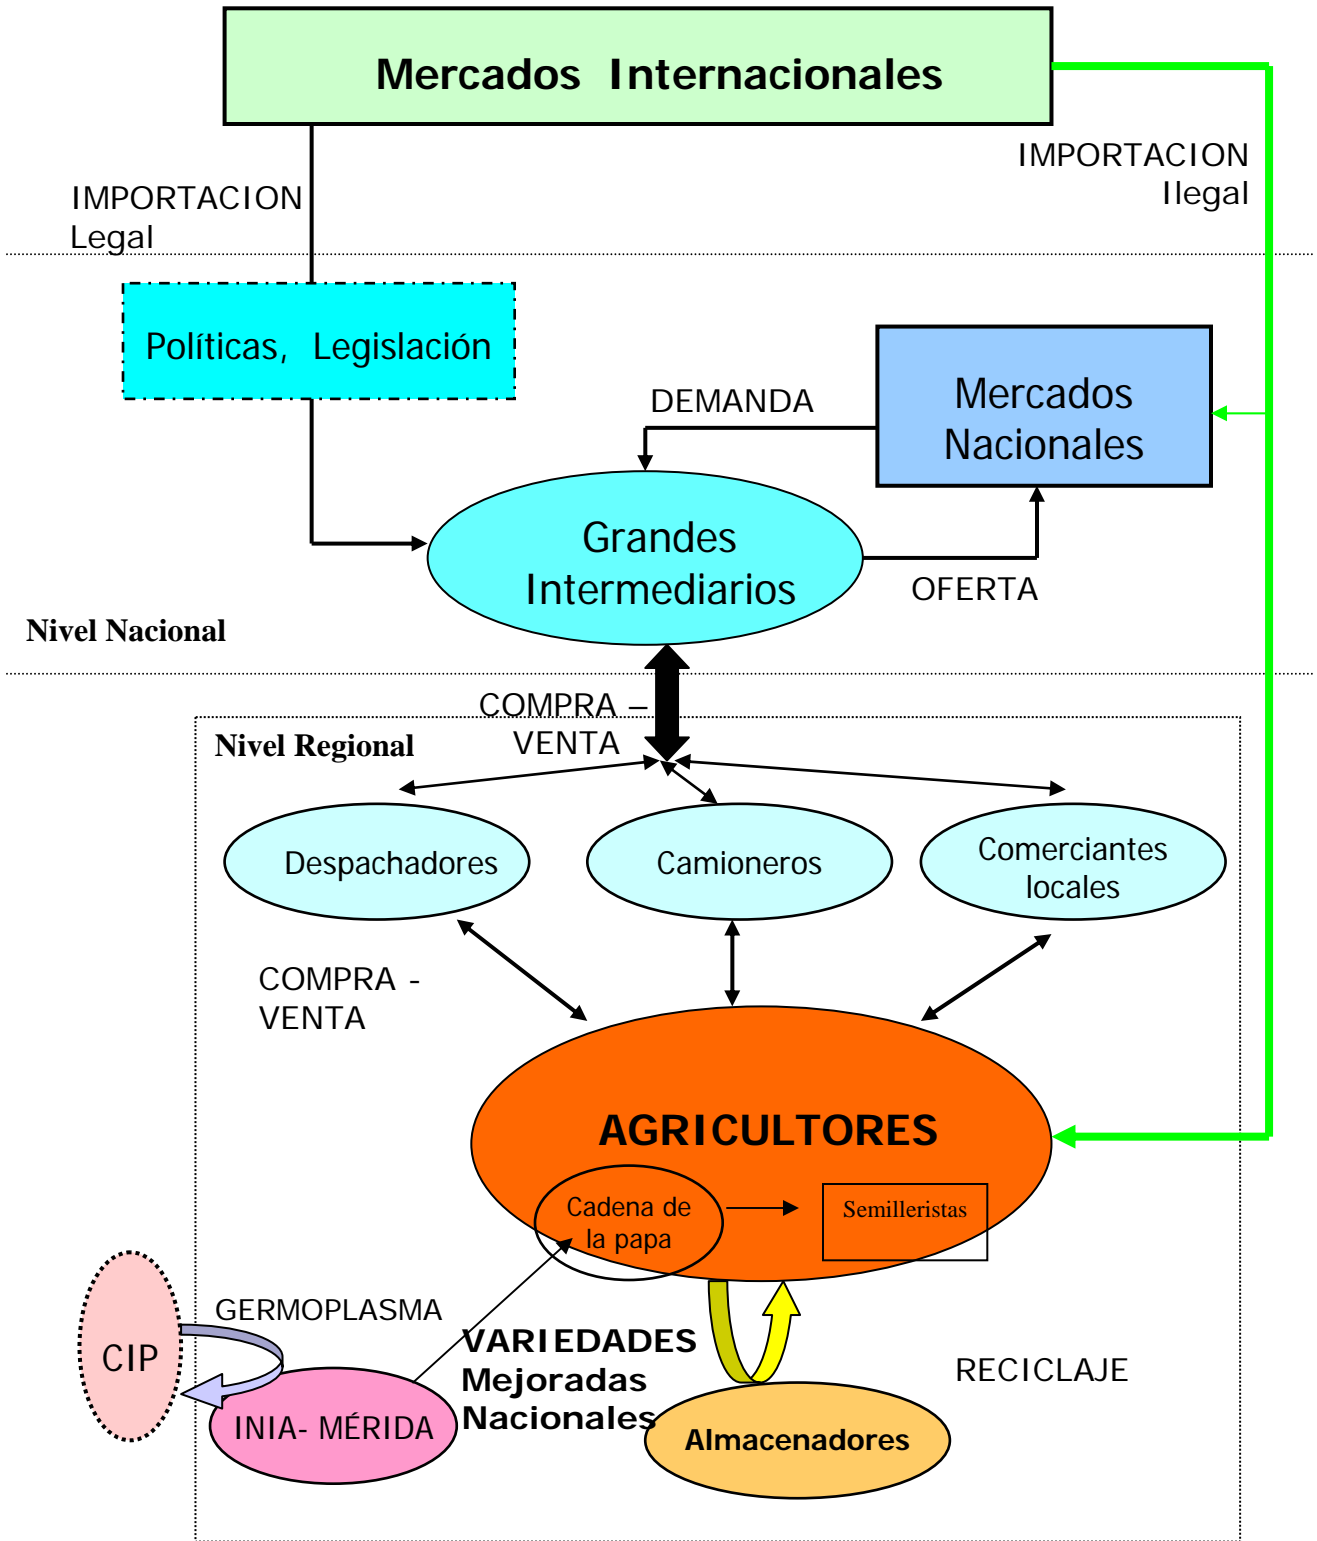 Mercados Internacionales
IMPORTACION
Ilegal
IMPORTACION
Legal
Políticas, Legislación
Mercados
Nacionales
DEMANDA
Grandes
Intermediarios
OFERTA
Nivel Nacional
COMPRA –
VENTA
Nivel Regional
Despachadores
Camioneros
Comerciantes
locales
COMPRA -
VENTA
AGRICULTORES
Cadena de
la papa
Semilleristas
GERMOPLASMA
CIP
VARIEDADES
Mejoradas
Nacionales
RECICLAJE
INIA- MÉRIDA
Almacenadores